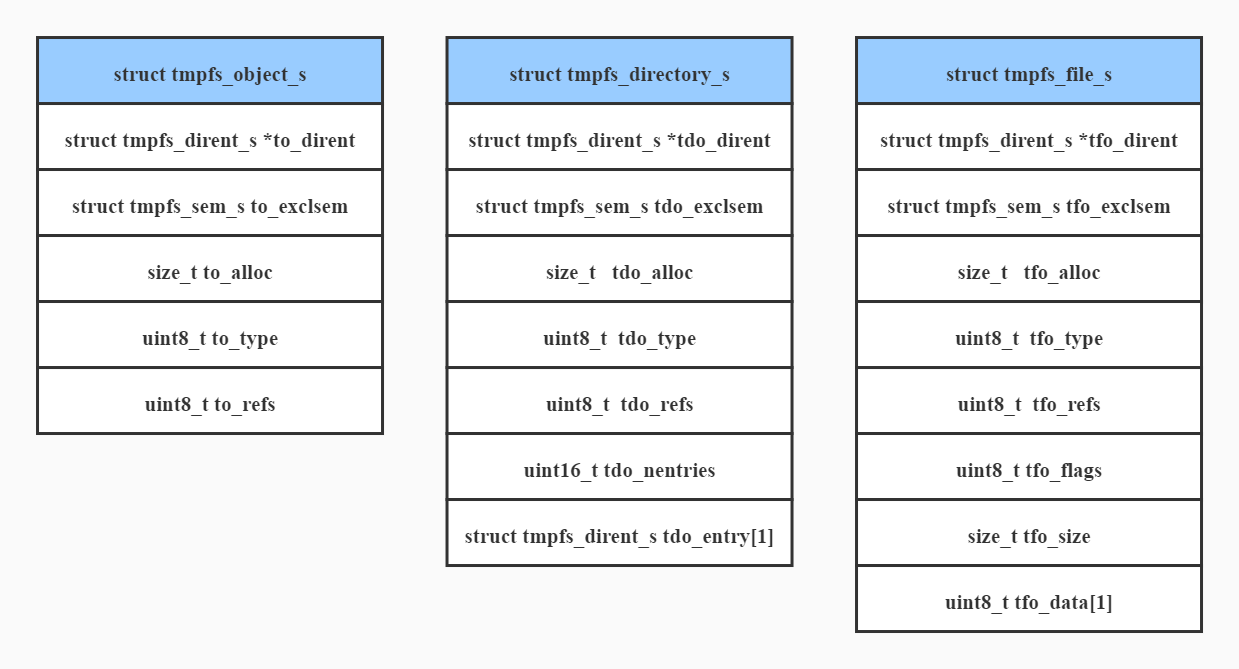 struct tmpfs_object_s
struct tmpfs_dirent_s *to_dirent
struct tmpfs_sem_s to_exclsem
size_t to_alloc
uint8_t to_type
uint8_t to_refs
struct tmpfs_directory_s
struct tmpfs_dirent_s *tdo_dirent
struct tmpfs_sem_s tdo_exclsem
size_t   tdo_alloc
uint8_t  tdo_type
uint8_t  tdo_refs
uint16_t tdo_nentries
struct tmpfs_dirent_s tdo_entry[1]
struct tmpfs_file_s
struct tmpfs_dirent_s *tfo_dirent
struct tmpfs_sem_s tfo_exclsem
size_t   tfo_alloc
uint8_t  tfo_type
uint8_t  tfo_refs
uint8_t tfo_flags
size_t tfo_size
uint8_t tfo_data[1]